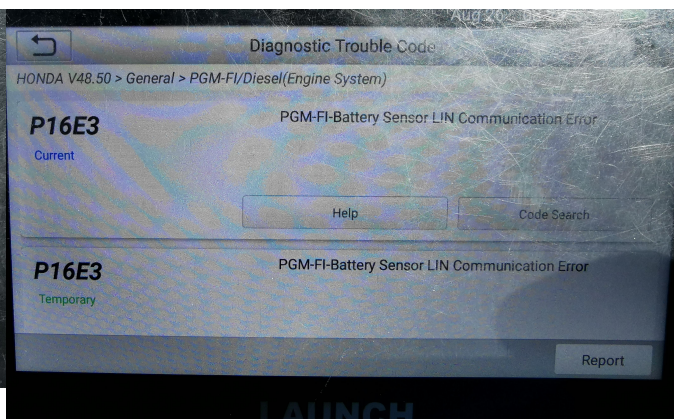 Diagnostic Trouble Code
HONDA V48.50 > General > PGM-FI/Diesel(Engine System)
P16E3
PGM-FI-Battery Sensor LIN Communication Error
Current
Help
Code Search
P16E3
PGM-FI-Battery Sensor LIN Communication Error
Temporary
Report
LAUNCH